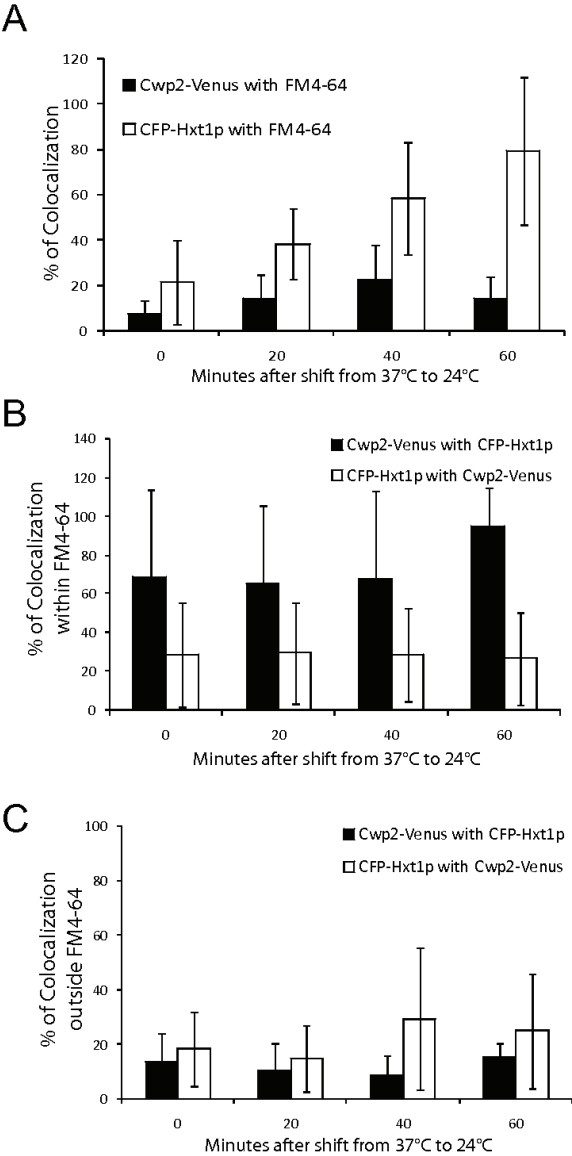 A
120
100
80
60
40
20
0
% of Colocalization
Cwp2-Venus with FM4-64
CFP-Hxt1p with FM4-64
0 20 40 60
Minutes after shift from 37°C to 24°C
B
140
120
100
80
60
40
20
0
% of Colocalization
within FM4-64
Cwp2-Venus with CFP-Hxt1p
CFP-Hxt1p with Cwp2-Venus
0 20 40 60
Minutes after shift from 37°C to 24°C
C
100
80
60
40
20
0
% of Colocalization
outside FM4-64
Cwp2-Venus with CFP-Hxt1p
CFP-Hxt1p with Cwp2-Venus
0 20 40 60
Minutes after shift from 37°C to 24°C